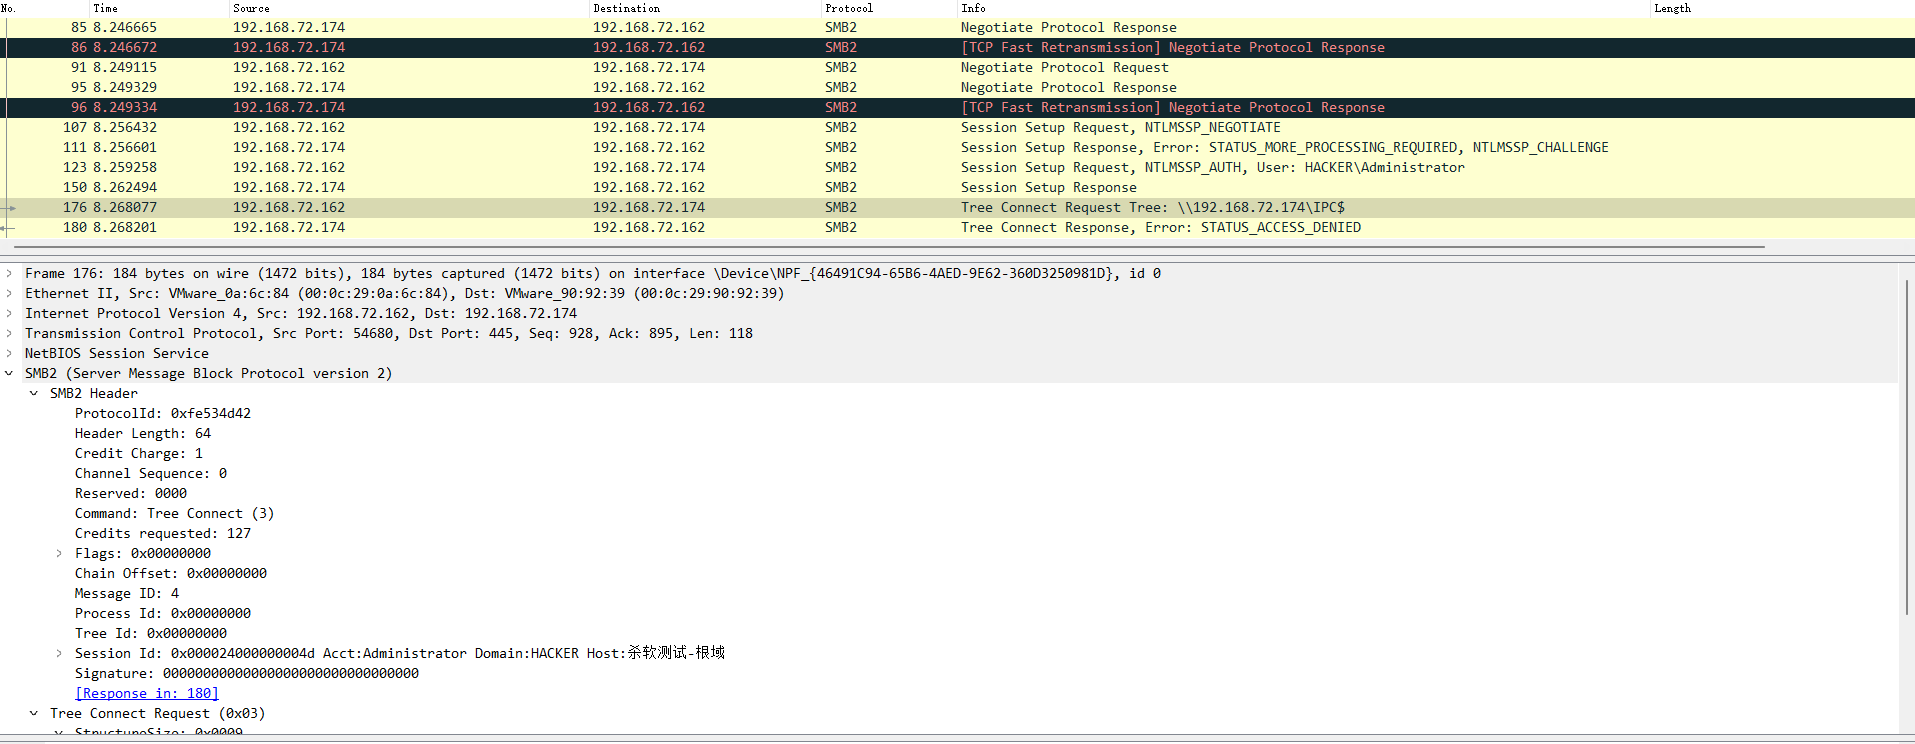 No. Time Source Destination Protocol Info Length
85 8.246665 192.168.72.174 192.168.72.162 SMB2 Negotiate Protocol Response
86 8.246672 192.168.72.174 192.168.72.162 SMB2 [TCP Fast Retransmission] Negotiate Protocol Response
91 8.249115 192.168.72.162 192.168.72.174 SMB2 Negotiate Protocol Request
95 8.249329 192.168.72.174 192.168.72.162 SMB2 Negotiate Protocol Response
96 8.249334 192.168.72.174 192.168.72.162 SMB2 [TCP Fast Retransmission] Negotiate Protocol Response
107 8.256432 192.168.72.162 192.168.72.174 SMB2 Session Setup Request, NTLMSSP_NEGOTIATE
111 8.256601 192.168.72.174 192.168.72.162 SMB2 Session Setup Response, Error: STATUS_MORE_PROCESSING_REQUIRED, NTLMSSP_CHALLENGE
123 8.259258 192.168.72.162 192.168.72.174 SMB2 Session Setup Request, NTLMSSP_AUTH, User: HACKER\Administrator
150 8.262494 192.168.72.174 192.168.72.162 SMB2 Session Setup Response
176 8.268077 192.168.72.162 192.168.72.174 SMB2 Tree Connect Request Tree: \\192.168.72.174\IPC$
180 8.268201 192.168.72.174 192.168.72.162 SMB2 Tree Connect Response, Error: STATUS_ACCESS_DENIED
Frame 176: 184 bytes on wire (1472 bits), 184 bytes captured (1472 bits) on interface \Device\NPF_{46491C94-65B6-4AED-9E62-360D3250981D}, id 0
Ethernet II, Src: VMware_0a:6c:84 (00:0c:29:0a:6c:84), Dst: VMware_90:92:39 (00:0c:29:90:92:39)
Internet Protocol Version 4, Src: 192.168.72.162, Dst: 192.168.72.174
Transmission Control Protocol, Src Port: 54680, Dst Port: 445, Seq: 928, Ack: 895, Len: 118
NetBIOS Session Service
SMB2 (Server Message Block Protocol version 2)
SMB2 Header
ProtocolId: 0xfe534d42
Header Length: 64
Credit Charge: 1
Channel Sequence: 0
Reserved: 0000
Command: Tree Connect (3)
Credits requested: 127
Flags: 0x00000000
Chain Offset: 0x00000000
Message ID: 4
Process Id: 0x00000000
Tree Id: 0x00000000
Session Id: 0x000024000000004d Acct:Administrator Domain:HACKER Host:杀软测试-根域
Signature: 00000000000000000000000000000000
[Response in: 180]
Tree Connect Request (0x03)
StructureSize: 0x0009